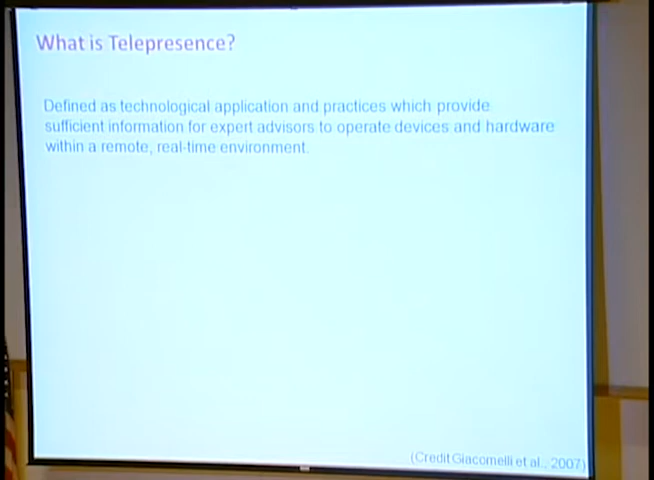 What is Telepresence?
Defined as technological application and practices which provide
sufficient information for expert advisors to operate devices and hardware
within a remote, real-time environment.
(Credit Giacomelli et al., 2007)